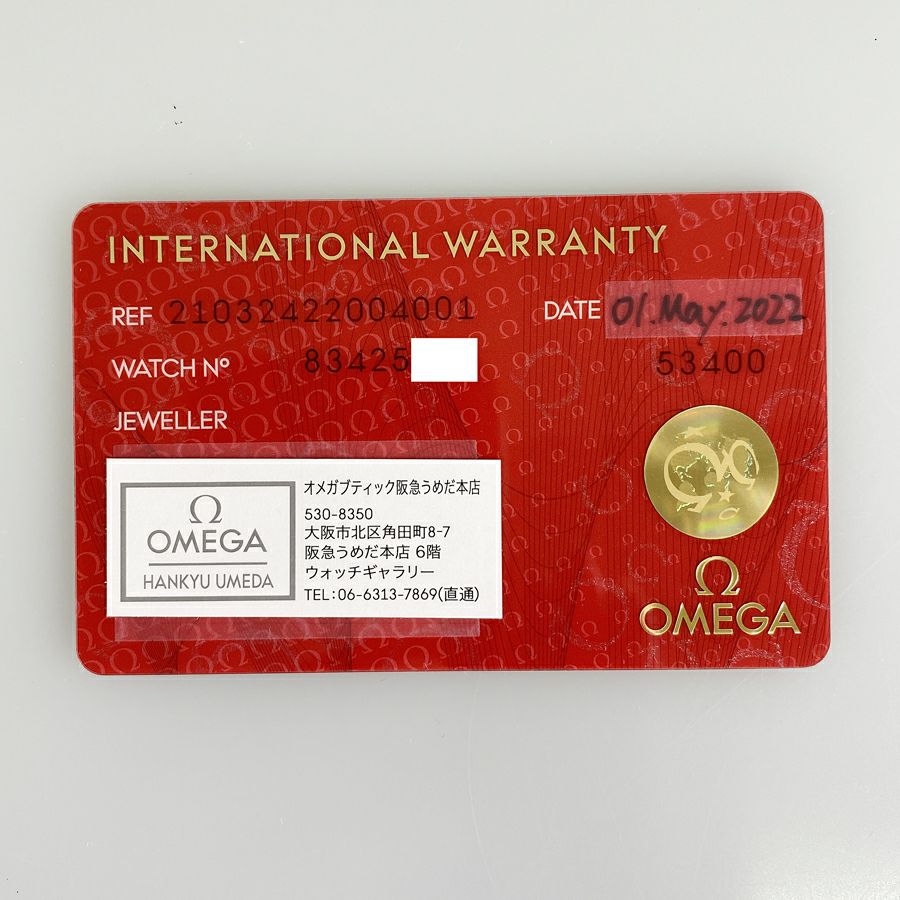 INTERNATIONAL WARRANTY
REF 21032422004001
DATE 01.May.2022
WATCH Nº 83425
53400
JEWELLER
Ω
OMEGA
HANKYU UMEDA
オメガブティック阪急うめだ本店
530-8350
大阪市北区角田町8-7
阪急うめだ本店 6階
ウォッチギャラリー
TEL:06-6313-7869(直通)
Ω
OMEGA